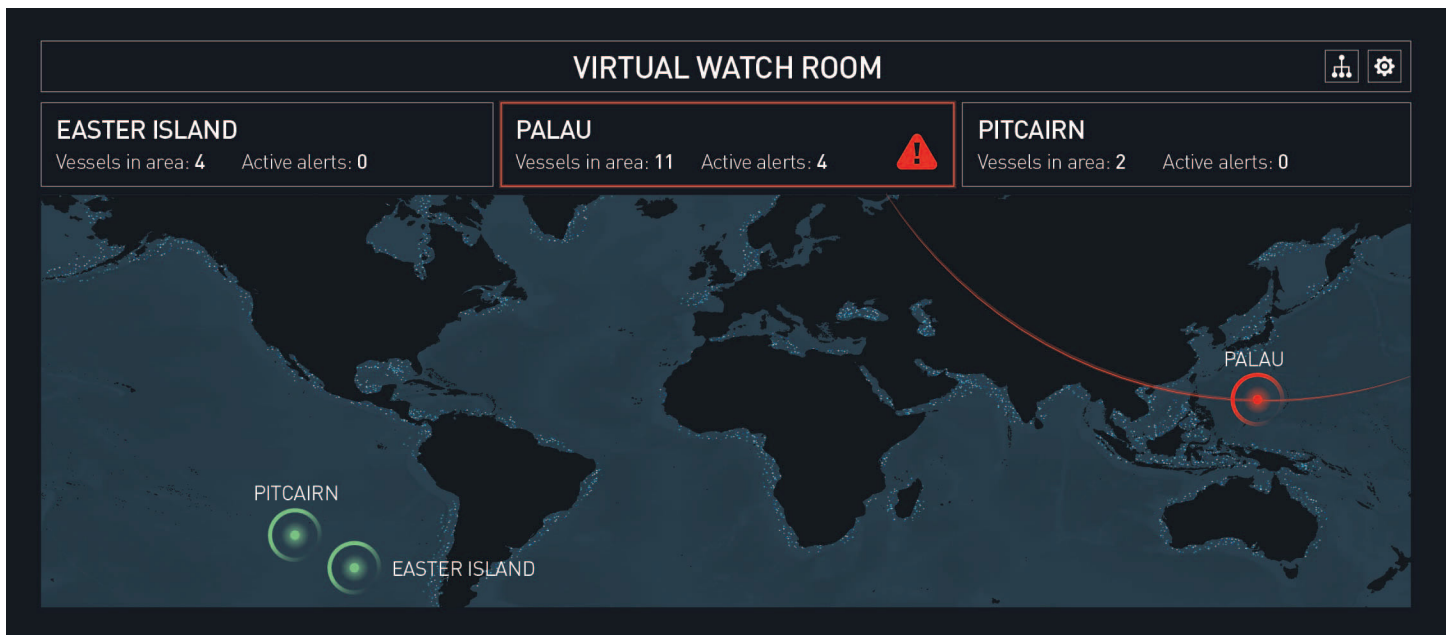 VIRTUAL WATCH ROOM
EASTER ISLAND
Vessels in area: 4 Active alerts: 0
PALAU
Vessels in area: 11 Active alerts: 4
PITCAIRN
Vessels in area: 2 Active alerts: 0
PALAU
PITCAIRN
EASTER ISLAND